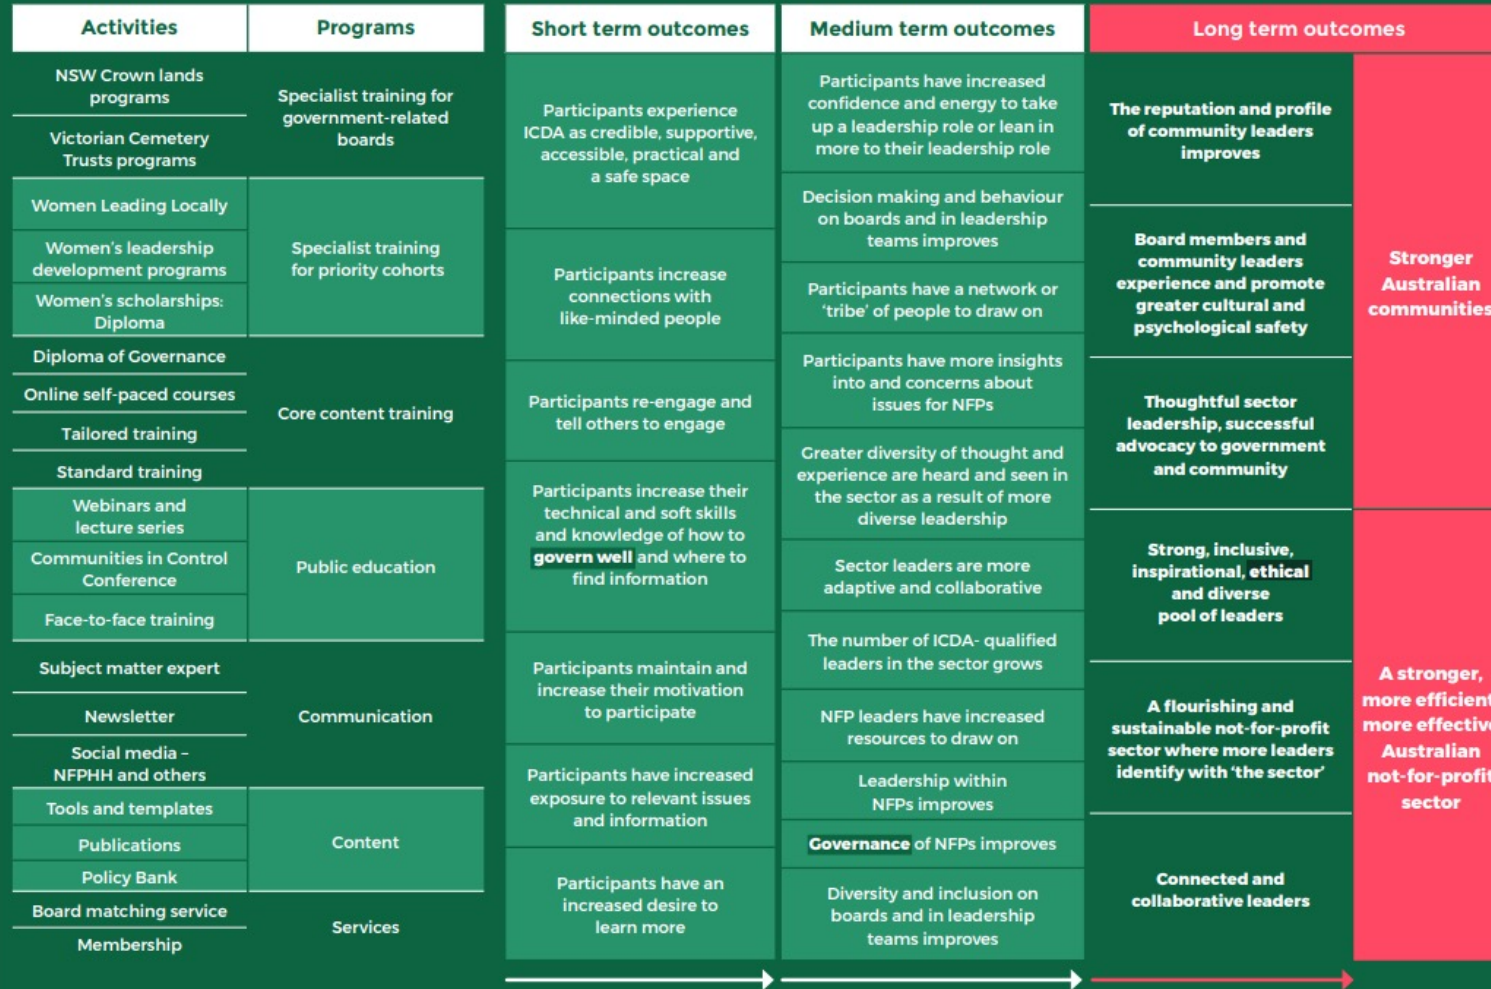 Activities
Programs
Short term outcomes
Medium term outcomes
Long term outcomes
NSW Crown lands
programs
Victorian Cemetery
Trusts programs
Women Leading Locally
Women's leadership
development programs
Women's scholarships:
Diploma
Diploma of Governance
Online self-paced courses
Tailored training
Standard training
Webinars and
lecture series
Communities in Control
Conference
Face-to-face training
Subject matter expert
Newsletter
Social media –
NFPHH and others
Tools and templates
Publications
Policy Bank
Board matching service
Membership
Specialist training for
government-related
boards
Specialist training
for priority cohorts
Core content training
Public education
Communication
Content
Services
Participants experience
ICDA as credible, supportive,
accessible, practical and
a safe space
Participants increase
connections with
like-minded people
Participants re-engage and
tell others to engage
Participants increase their
technical and soft skills
and knowledge of how to
govern well and where to
find information
Participants maintain and
increase their motivation
to participate
Participants have increased
exposure to relevant issues
and information
Participants have an
increased desire to
learn more
Participants have increased
confidence and energy to take
up a leadership role or lean in
more to their leadership role
Decision making and behaviour
on boards and in leadership
teams improves
Participants have a network or
'tribe' of people to draw on
Participants have more insights
into and concerns about
issues for NFPs
Greater diversity of thought and
experience are heard and seen in
the sector as a result of more
diverse leadership
Sector leaders are more
adaptive and collaborative
The number of ICDA- qualified
leaders in the sector grows
NFP leaders have increased
resources to draw on
Leadership within
NFPs improves
Governance of NFPs improves
Diversity and inclusion on
boards and in leadership
teams improves
The reputation and profile
of community leaders
improves
Board members and
community leaders
experience and promote
greater cultural and
psychological safety
Thoughtful sector
leadership, successful
advocacy to government
and community
Strong, inclusive,
inspirational, ethical
and diverse
pool of leaders
A flourishing and
sustainable not-for-profit
sector where more leaders
identify with 'the sector'
Connected and
collaborative leaders
Stronger
Australian
communities
A stronger,
more efficient
more effective
Australian
not-for-profit
sector